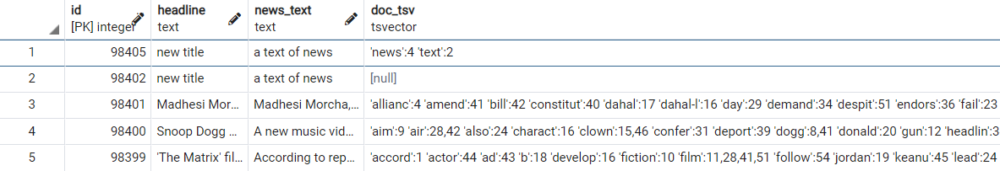 id headline news_text doc_tsv
[PK] integer text text tsvector
1 98405 new title a text of news 'news':4 'text':2
2 98402 new title a text of news [null]
3 98401 Madhesi Mor... Madhesi Morcha,... 'allianc':4 'amend':41 'bill':42 'constitut':40 'dahal':17 'dahal-l':16 'day':29 'demand':34 'despit':51 'endors':36 'fail':23
4 98400 Snoop Dogg ... A new music vid... 'aim':9 'air':28,42 'also':24 'charact':16 'clown':15,46 'confer':31 'deport':39 'dogg':8,41 'donald':20 'gun':12 'headlin':3
5 98399 'The Matrix' fil... According to rep... 'accord':1 'actor':44 'ad':43 'b':18 'develop':16 'fiction':10 'film':11,28,41,51 'follow':54 'jordan':19 'keanu':45 'lead':24